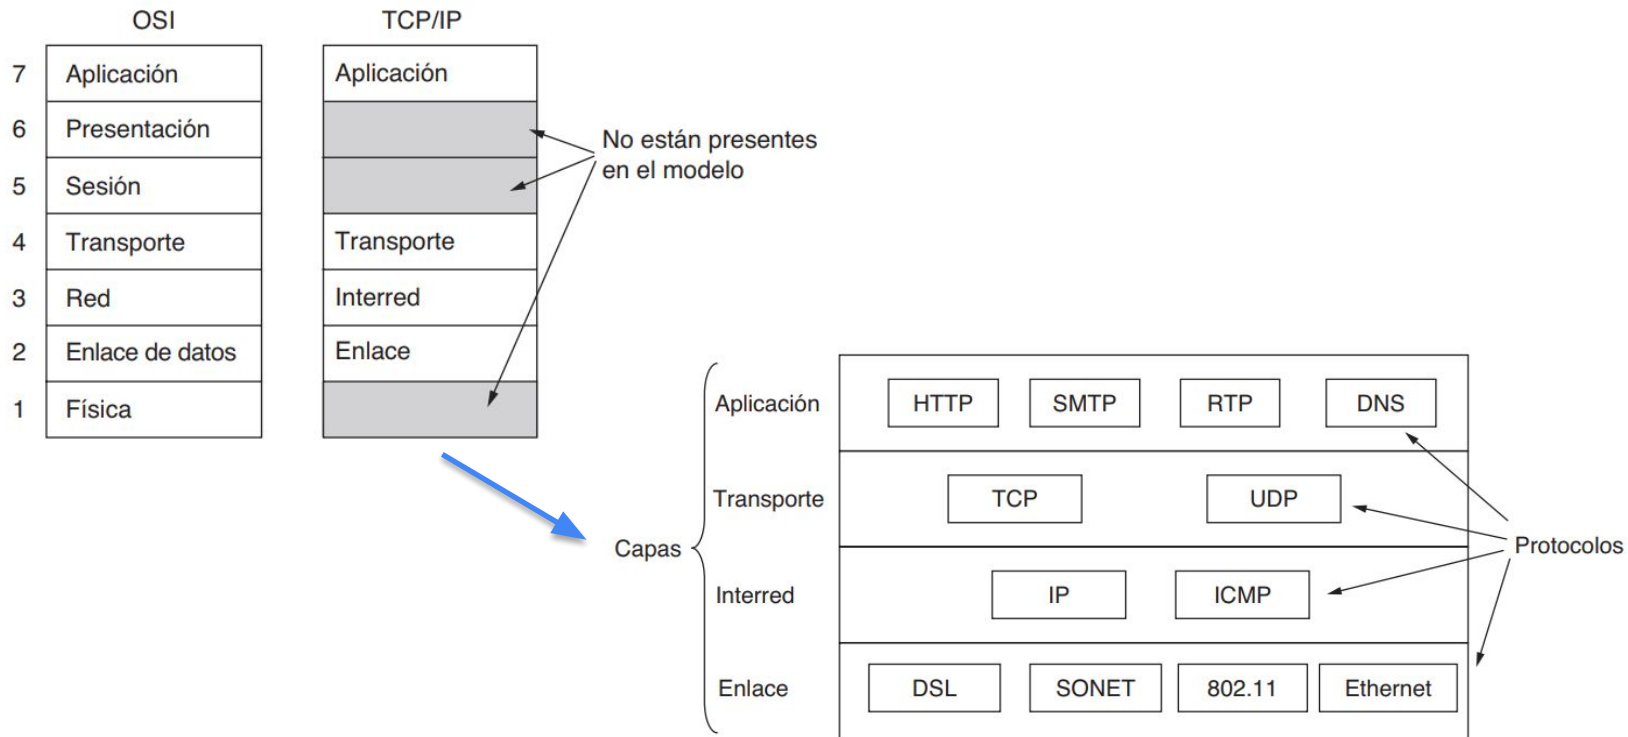 OSI
TCP/IP
7 Aplicación Aplicación
6 Presentación
No están presentes
en el modelo
5 Sesión
4 Transporte Transporte
3 Red Interred
2 Enlace de datos Enlace
1 Física
Capas
Aplicación HTTP SMTP RTP DNS
Transporte TCP UDP
Protocolos
Interred IP ICMP
Enlace DSL SONET 802.11 Ethernet